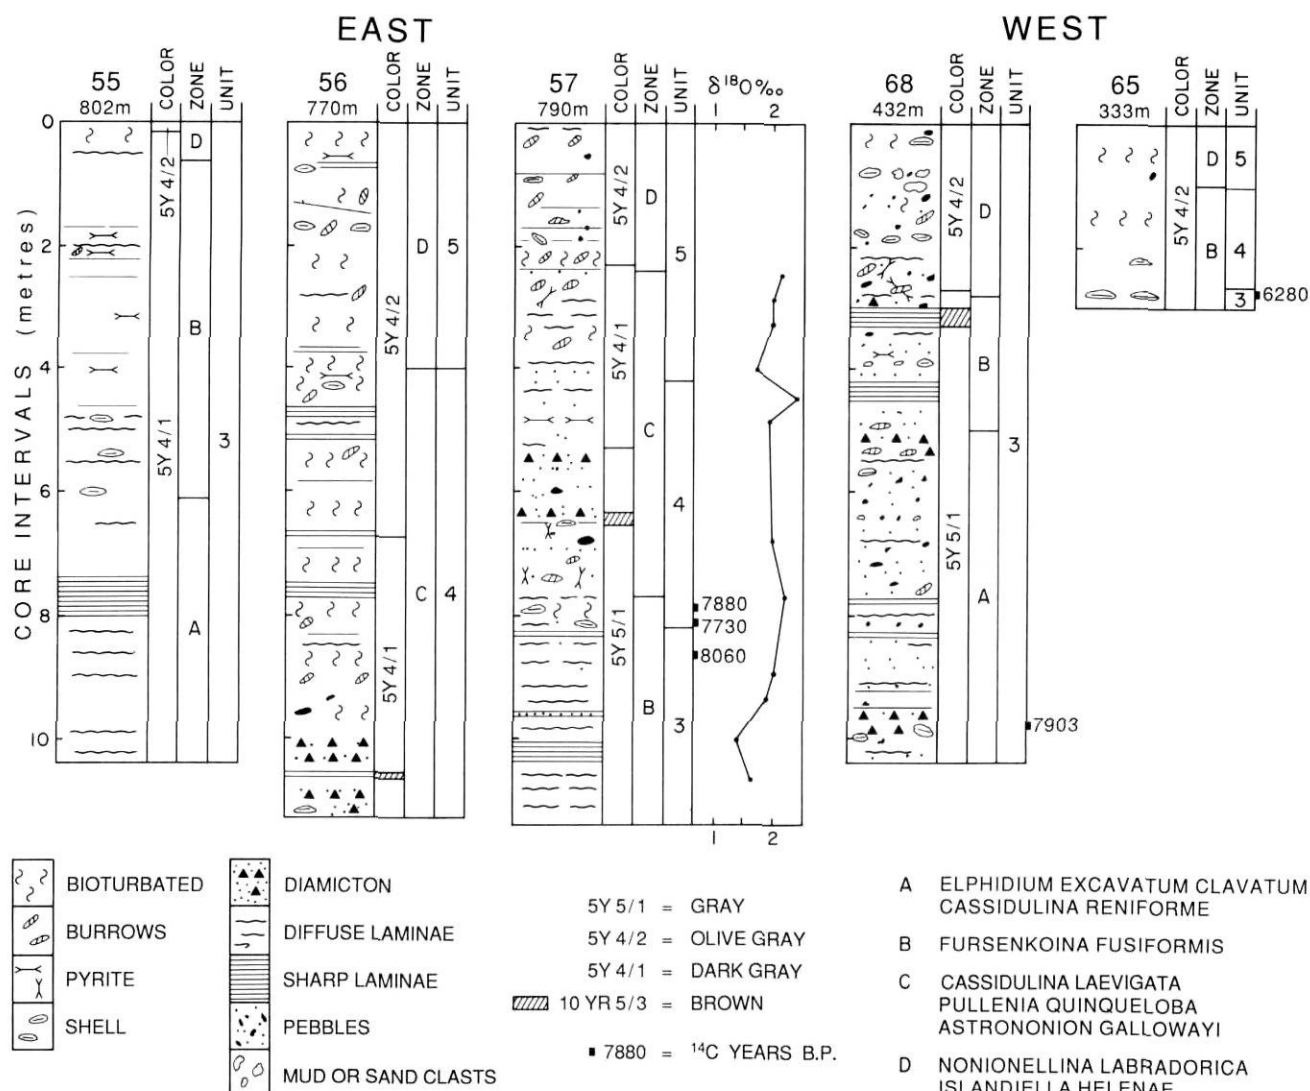 EAST
WEST
55
802m
COLOR
ZONE
UNIT
56
770m
COLOR
ZONE
UNIT
57
790m
COLOR
ZONE
UNIT
δ18O‰
1 2
68
432m
COLOR
ZONE
UNIT
65
333m
COLOR
ZONE
UNIT
CORE INTERVALS (metres)
0
2
4
6
8
10
5Y 4/2
5Y 4/1
D
B
A
3
5Y 4/2
5Y 4/1
D
C
5
4
5Y 4/2
5Y 4/1
5Y 5/1
D
C
B
5
4
3
7880
7730
8060
1 2
5Y 4/2
5Y 5/1
D
B
A
3
7903
5Y 4/2
D
B
5
4
3
6280
BIOTURBATED
BURROWS
PYRITE
SHELL
DIAMICTON
DIFFUSE LAMINAE
SHARP LAMINAE
PEBBLES
MUD OR SAND CLASTS
5Y 5/1 = GRAY
5Y 4/2 = OLIVE GRAY
5Y 4/1 = DARK GRAY
10 YR 5/3 = BROWN
7880 = 14C YEARS B.P.
A ELPHIDIUM EXCAVATUM CLAVATUM
CASSIDULINA RENIFORME
B FURSENKOINA FUSIFORMIS
C CASSIDULINA LAEVIGATA
PULLENIA QUINQUELOBA
ASTRONONION GALLOWAYI
D NONIONELLINA LABRADORICA
ISLANDIELLA HELENAE